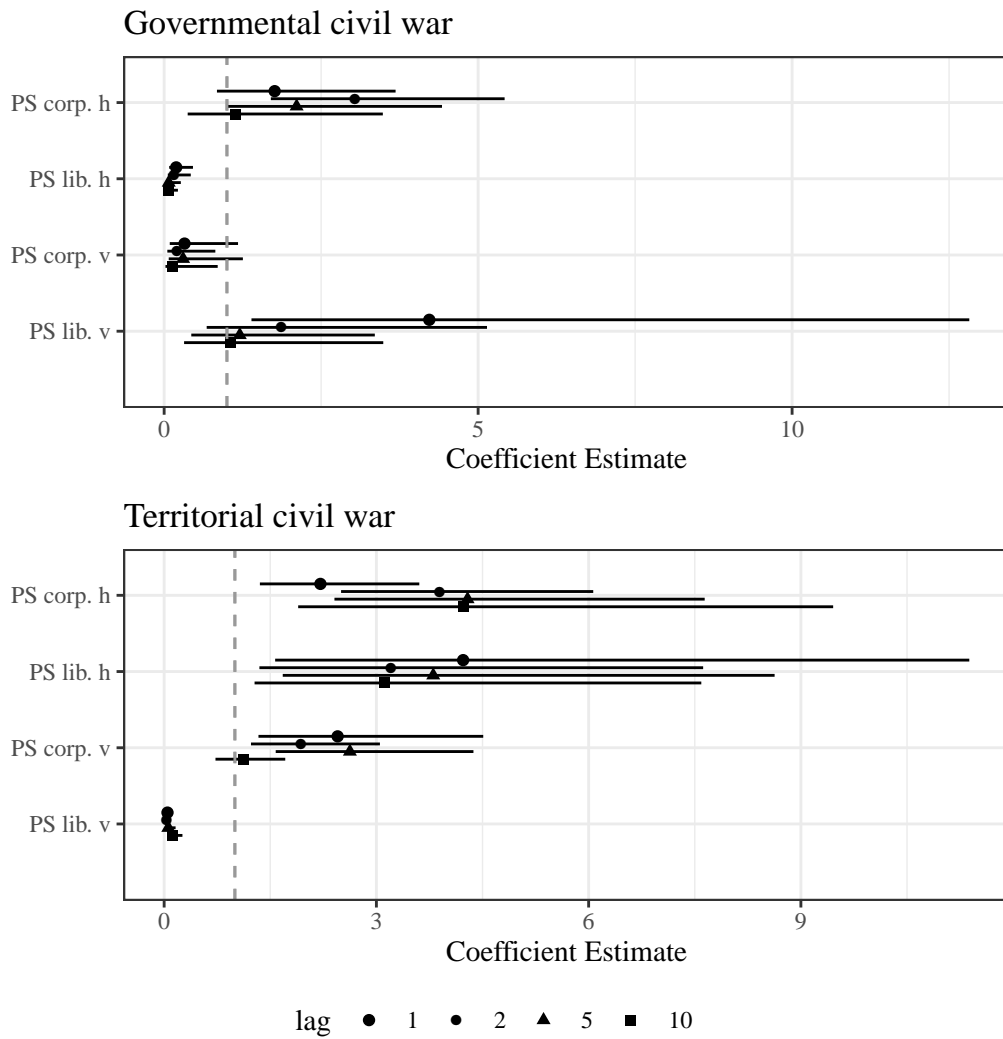 Governmental civil war
PS corp. h
PS lib. h
PS corp. v
PS lib. v
0 5 10
Coefficient Estimate
Territorial civil war
PS corp. h
PS lib. h
PS corp. v
PS lib. v
0 3 6 9
Coefficient Estimate
lag 1 2 5 10